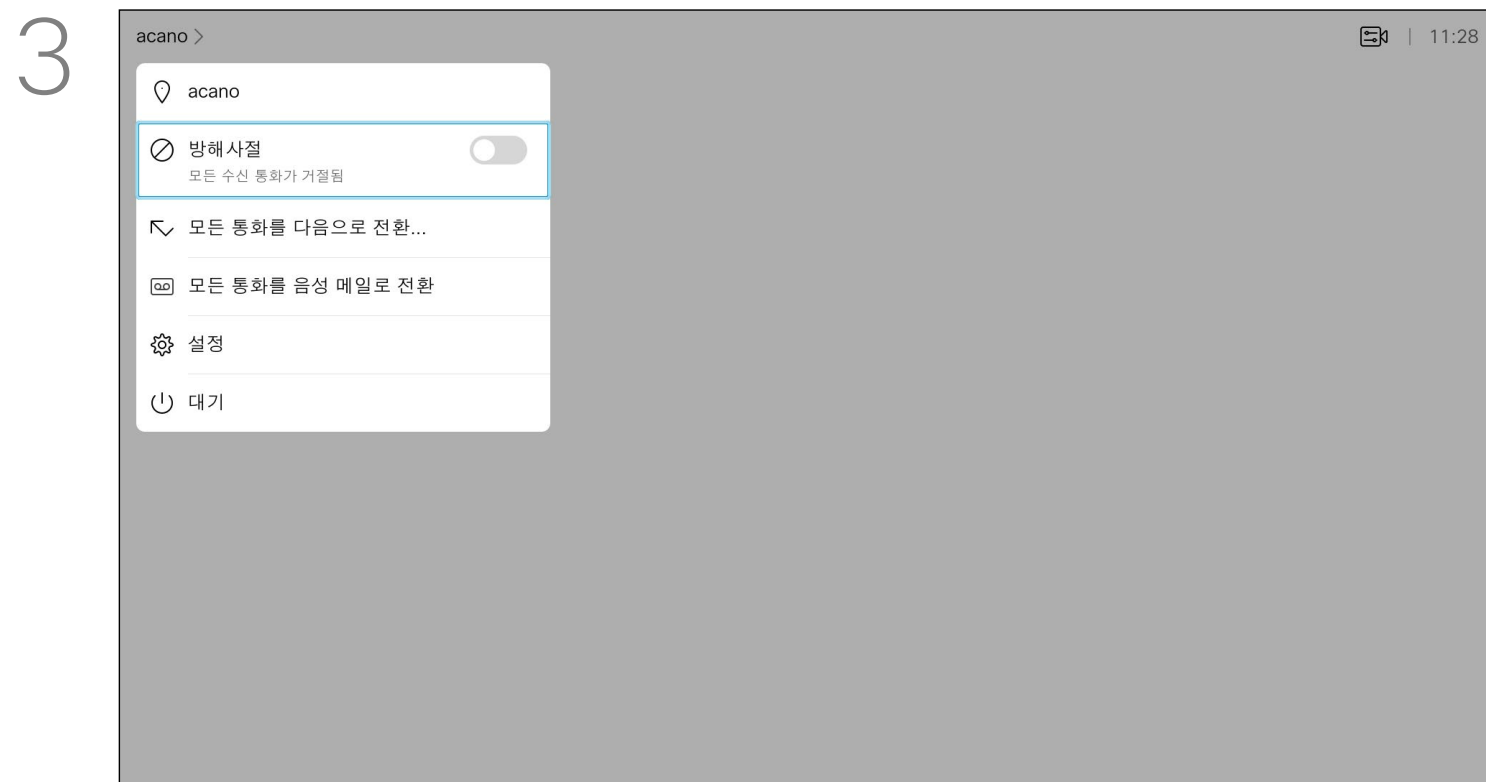 3
acano >
11:28
acano
방해사절
모든 수신 통화가 거절됨
모든 통화를 다음으로 전환...
모든 통화를 음성 메일로 전환
설정
대기